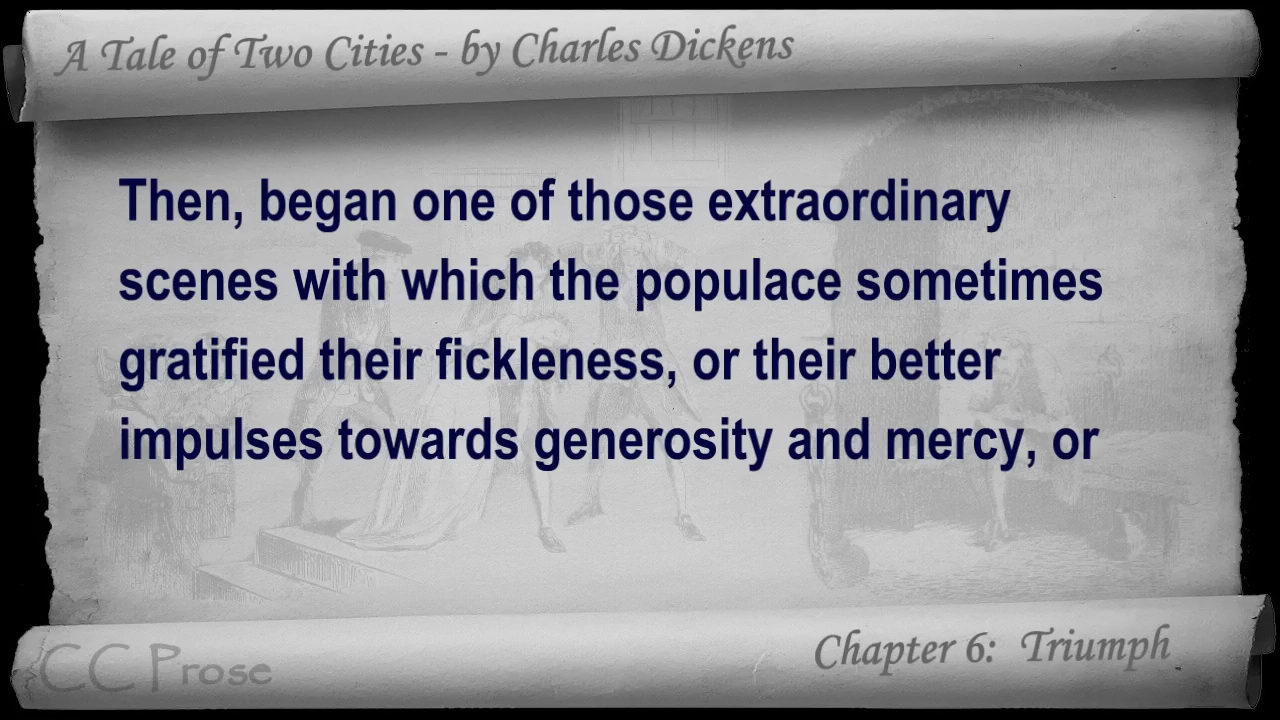 A Tale of Two Cities - by Charles Dickens
Then, began one of those extraordinary
scenes with which the populace sometimes
gratified their fickleness, or their better
impulses towards generosity and mercy, or
CC Prose
Chapter 6: Triumph